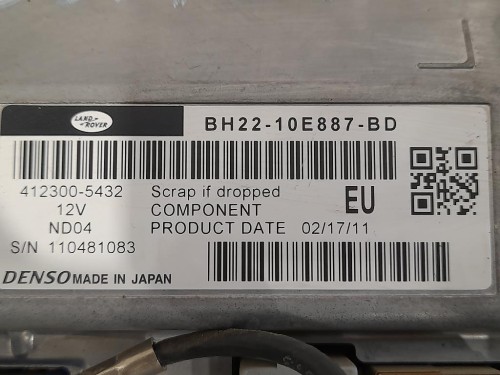 LAND-
ROVER
BH22-10E887-BD
412300-5432 Scrap if dropped
12V COMPONENT EU
ND04 PRODUCT DATE 02/17/11
S/N 110481083
DENSO MADE IN JAPAN